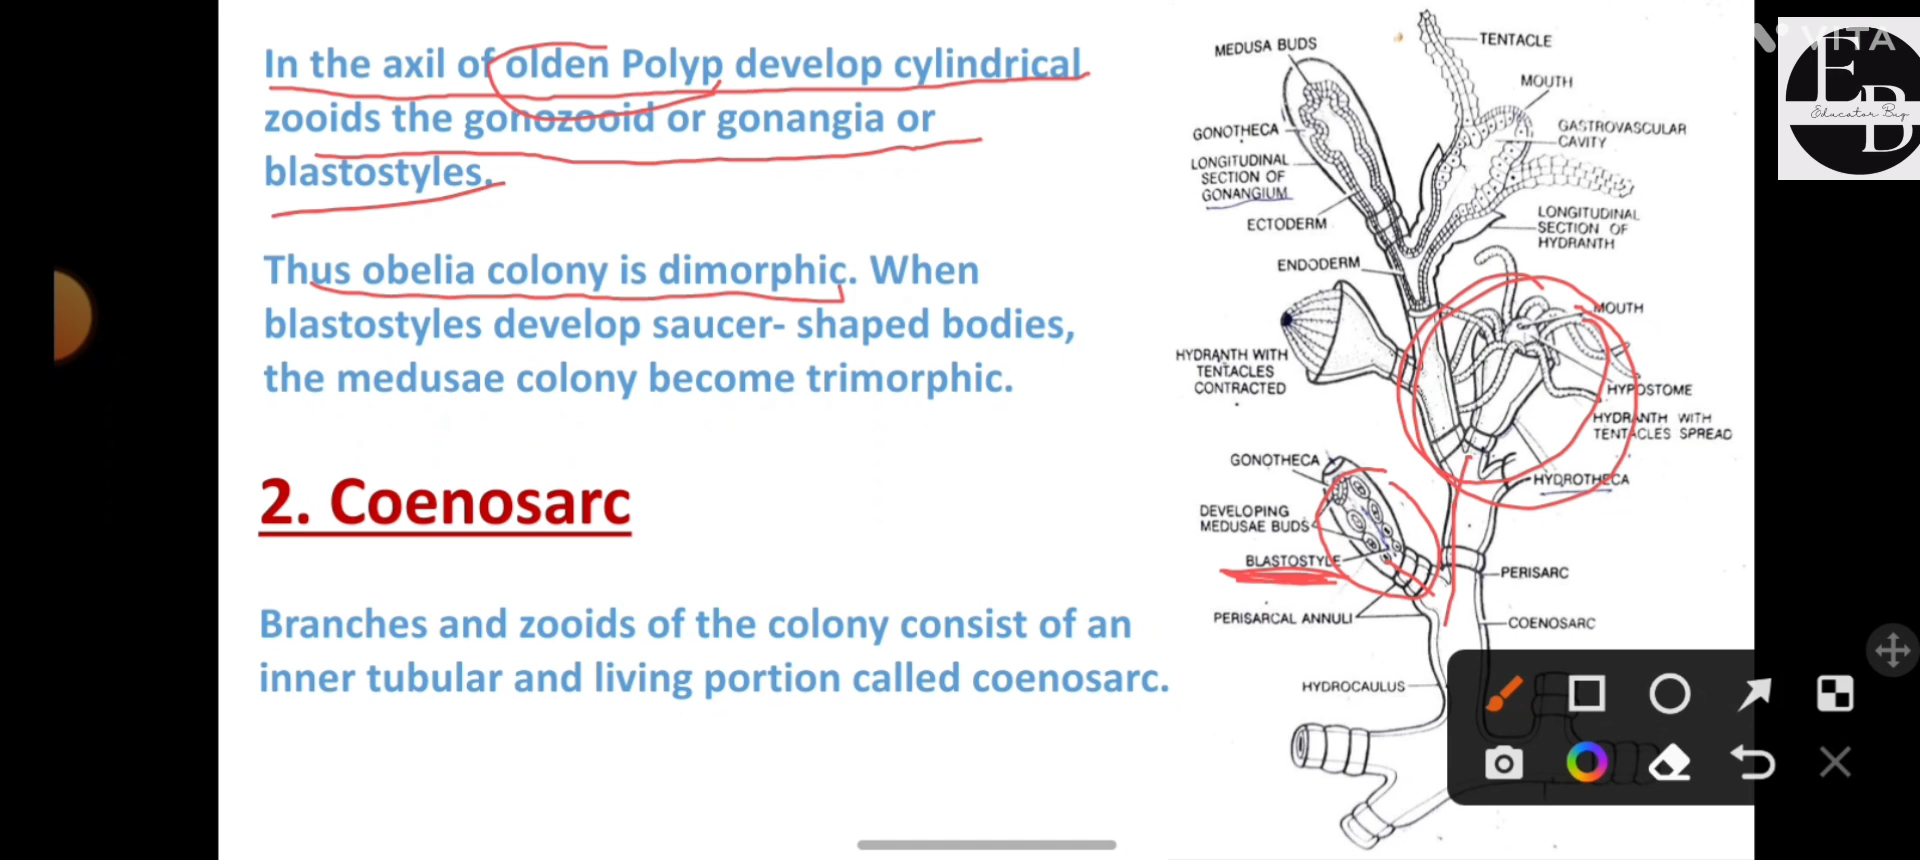 In the axil of olden Polyp develop cylindrical
zooids the gonozooid or gonangia or
blastostyles.
Thus obelia colony is dimorphic. When
blastostyles develop saucer- shaped bodies,
the medusae colony become trimorphic.
2. Coenosarc
Branches and zooids of the colony consist of an
inner tubular and living portion called coenosarc.
MEDUSA BUDS
TENTACLE
MOUTH
GONOTHECA
GASTROVASCULAR
CAVITY
LONGITUDINAL
SECTION OF
GONANGIUM
ECTODERM
LONGITUDINAL
SECTION OF
HYDRANTH
ENDODERM
MOUTH
HYDRANTH WITH
TENTACLES
CONTRACTED
HYPOSTOME
HYDRANTH WITH
TENTACLES SPREAD
GONOTHECA
HYDROTHECA
DEVELOPING
MEDUSAE BUDS
BLASTOSTYLE
PERISARC
PERISARCAL ANNULI
COENOSARC
HYDROCAULUS
VITA
E
B
Educator Bug